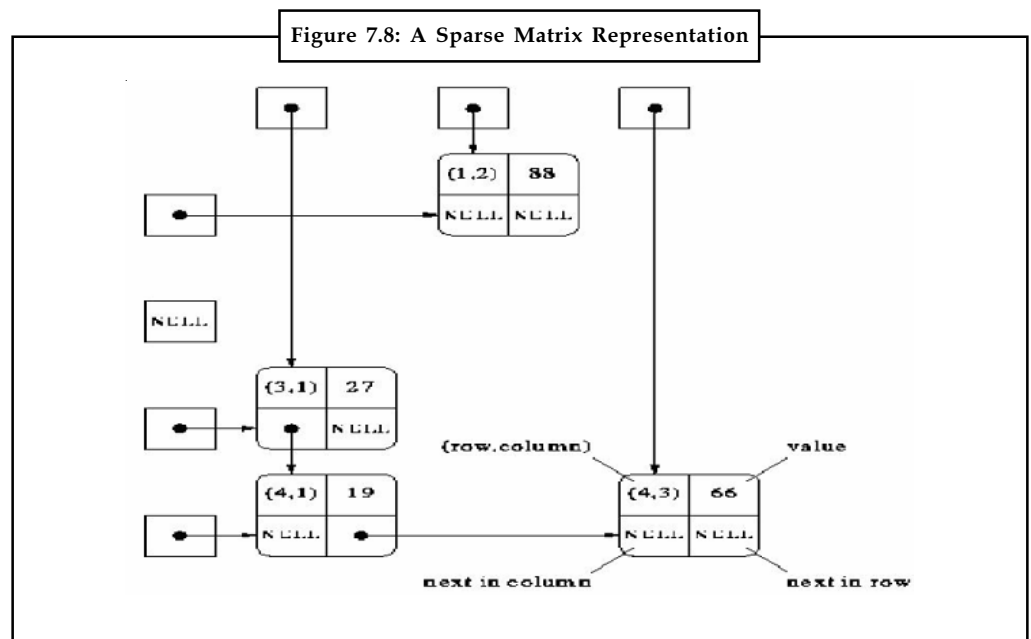 Figure 7.8: A Sparse Matrix Representation
(1,2) 88
NULL NULL
NULL
(3,1) 27
NULL
(row,column) value
(4,1) 19 (4,3) 66
NULL NULL NULL
next in column next in row